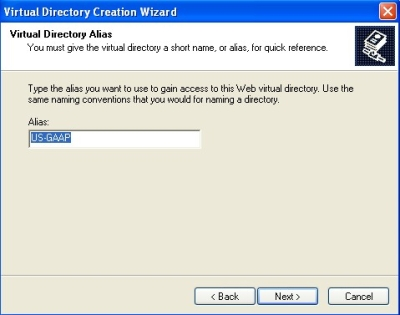 Virtual Directory Creation Wizard
Virtual Directory Alias
You must give the virtual directory a short name, or alias, for quick reference.
Type the alias you want to use to gain access to this Web virtual directory. Use the
same naming conventions that you would for naming a directory.
Alias:
US-GAAP
< Back Next > Cancel